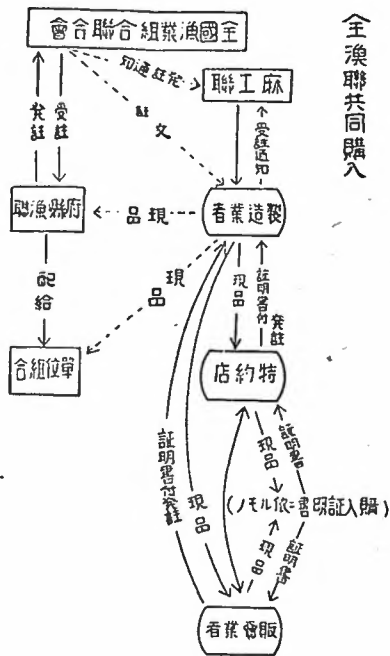 全漁聯共同購入
全國漁業組合聯合會
発註通知
麻工聯
註文
発註
受註
受註通知
製造業者
現品
府縣漁聯
現品
配給
現品
証明書付
発註
單位組合
特約店
証明書付発註
現品
現品
証明書
(購入証明書ニ依ルモノ)
現品
証明書
販賣業者